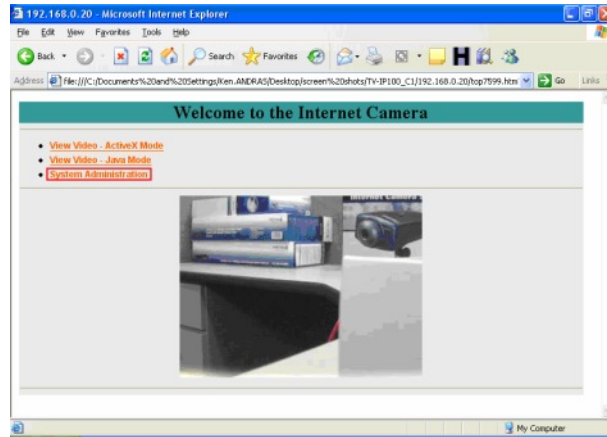 192.168.0.20 - Microsoft Internet Explorer
File Edit View Favorites Tools Help
Back Search Favorites
Address file:///C:/Documents%20and%20Settings/Ken.ANDRAS/Desktop/screen%20shots/TV-IP100_C1/192.168.0.20/top7599.htm Go Links
Welcome to the Internet Camera
View Video - ActiveX Mode
View Video - Java Mode
System Administration
Internet Camera
My Computer